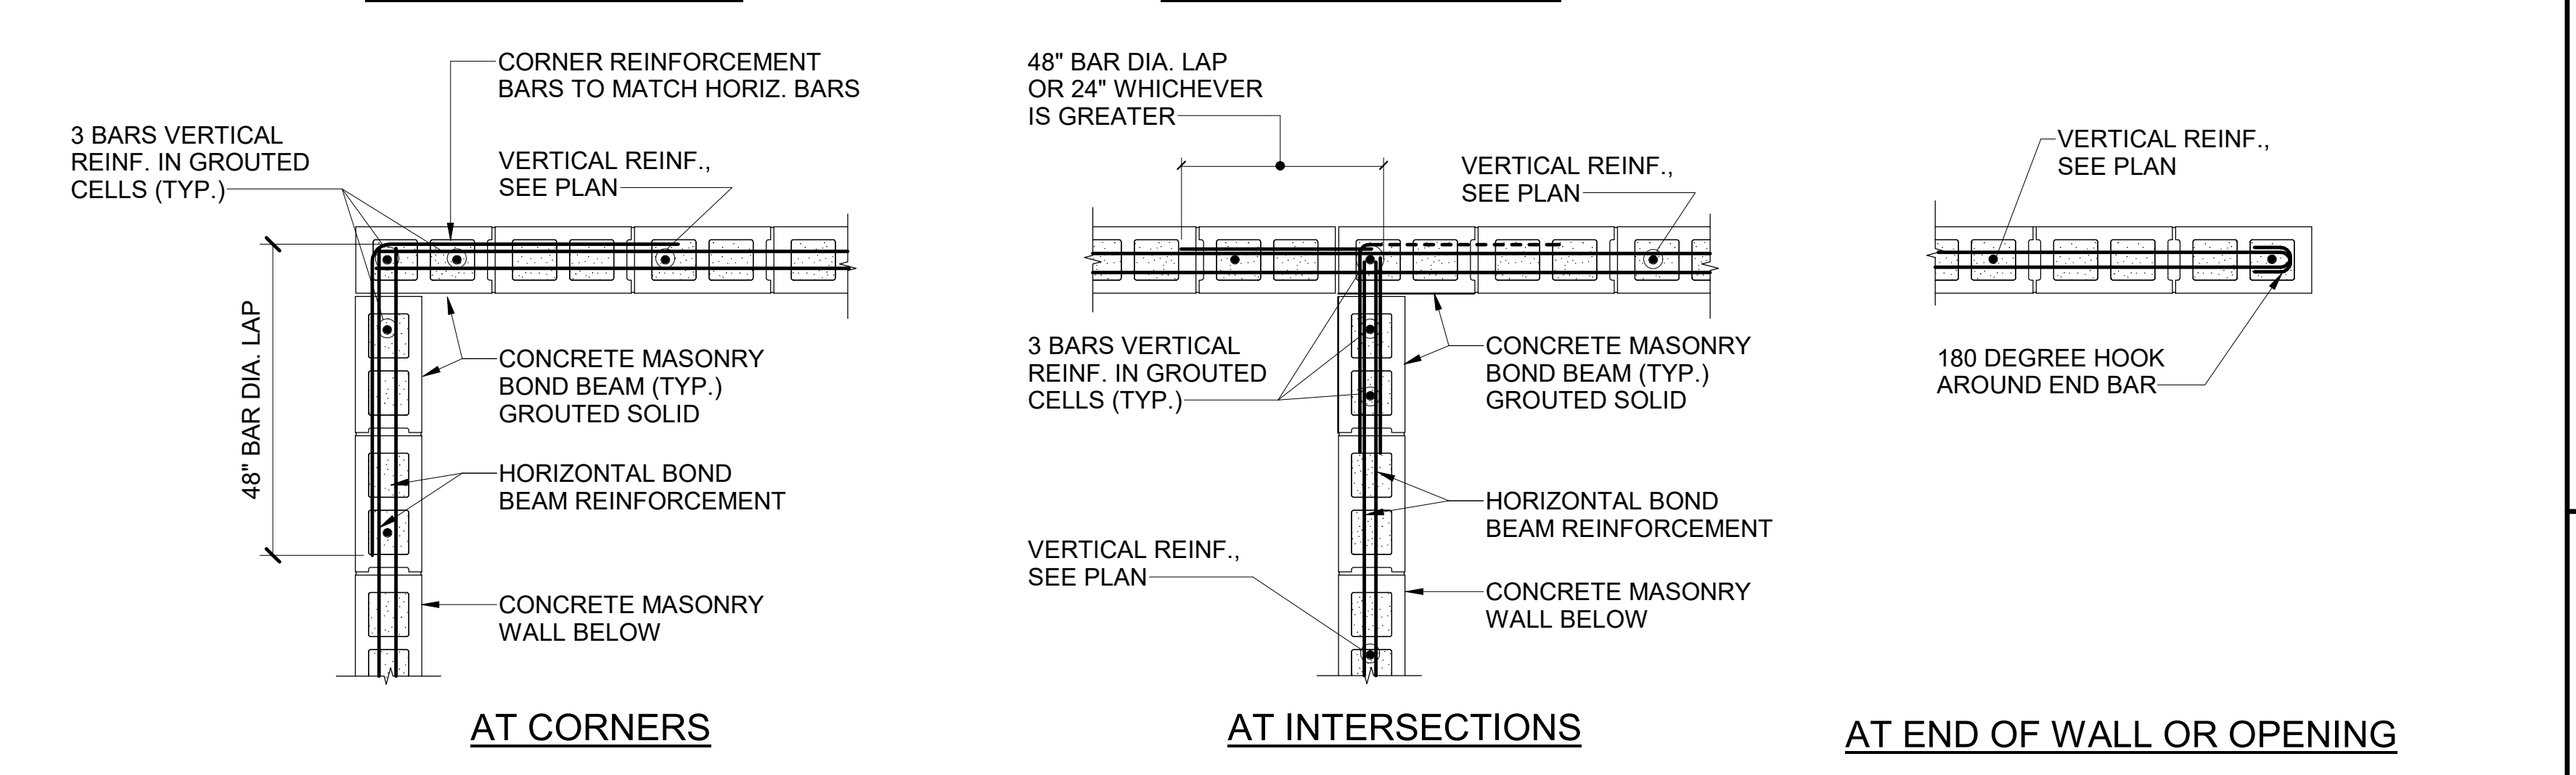 CORNER REINFORCEMENT
BARS TO MATCH HORIZ. BARS
3 BARS VERTICAL
REINF. IN GROUTED
CELLS (TYP.)
VERTICAL REINF.,
SEE PLAN
48" BAR DIA. LAP
CONCRETE MASONRY
BOND BEAM (TYP.)
GROUTED SOLID
HORIZONTAL BOND
BEAM REINFORCEMENT
CONCRETE MASONRY
WALL BELOW
AT CORNERS
48" BAR DIA. LAP
OR 24" WHICHEVER
IS GREATER
VERTICAL REINF.,
SEE PLAN
3 BARS VERTICAL
REINF. IN GROUTED
CELLS (TYP.)
CONCRETE MASONRY
BOND BEAM (TYP.)
GROUTED SOLID
HORIZONTAL BOND
BEAM REINFORCEMENT
VERTICAL REINF.,
SEE PLAN
CONCRETE MASONRY
WALL BELOW
AT INTERSECTIONS
VERTICAL REINF.,
SEE PLAN
180 DEGREE HOOK
AROUND END BAR
AT END OF WALL OR OPENING